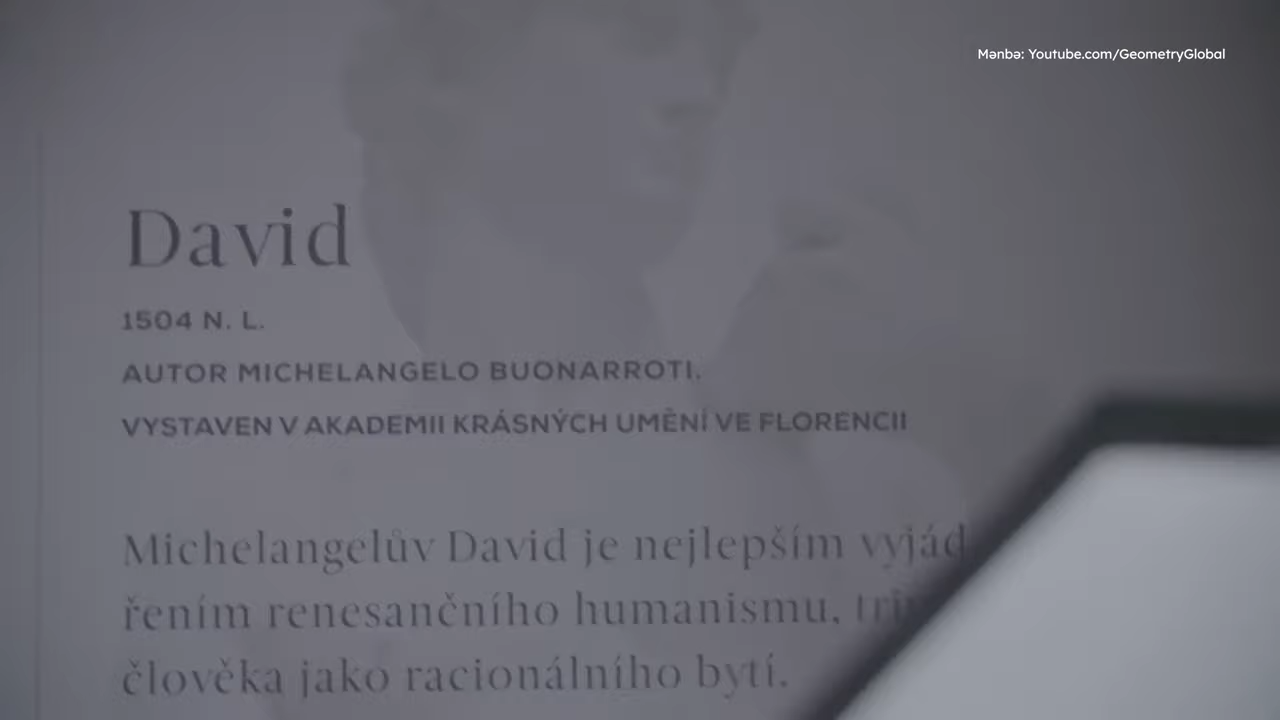 Mənbə: Youtube.com/GeometryGlobal
David
1504 N. L.
AUTOR MICHELANGELO BUONARROTI,
VYSTAVEN V AKADEMII KRÁSNÝCH UMĚNÍ VE FLORENCII
Michelangelův David je nejlepším vyjád
řením renesančního humanismu,
člověka jako racionálního bytí.